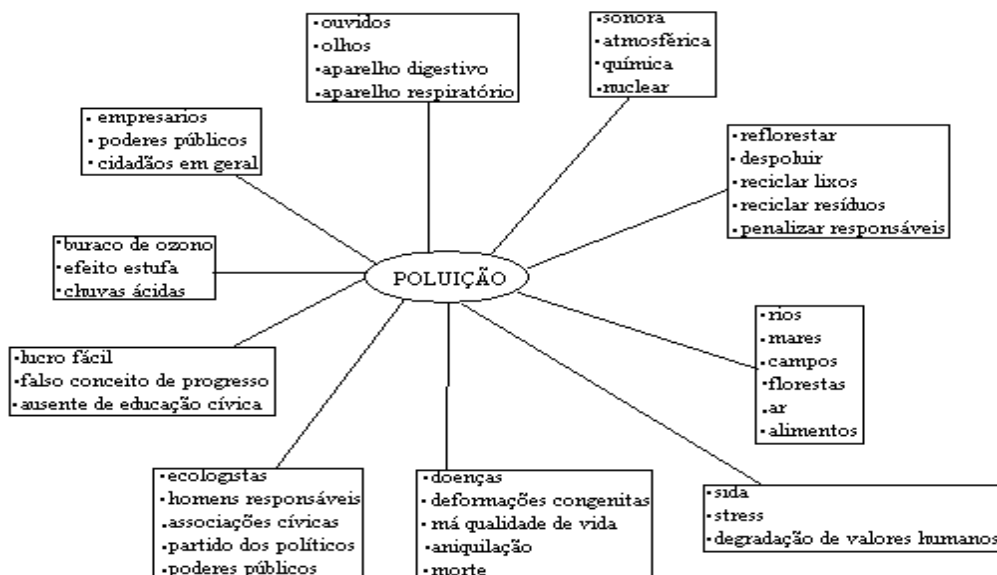 • ouvidos
• olhos
• aparelho digestivo
• aparelho respiratório
• sonora
• atmosférica
• química
• nuclear
• empresarios
• poderes públicos
• cidadãos em geral
• reflorestar
• despoluir
• reciclar lixos
• reciclar resíduos
• penalizar responsáveis
• buraco de ozono
• efeito estufa
• chuvas ácidas
POLUIÇÃO
• rios
• mares
• campos
• florestas
• ar
• alimentos
• lucro fácil
• falso conceito de progresso
• ausente de educação cívica
• ecologistas
• homens responsáveis
• associações cívicas
• partido dos políticos
• poderes públicos
• doenças
• deformações congenitas
• má qualidade de vida
• aniquilação
• morte
• sida
• stress
• degradação de valores humanos